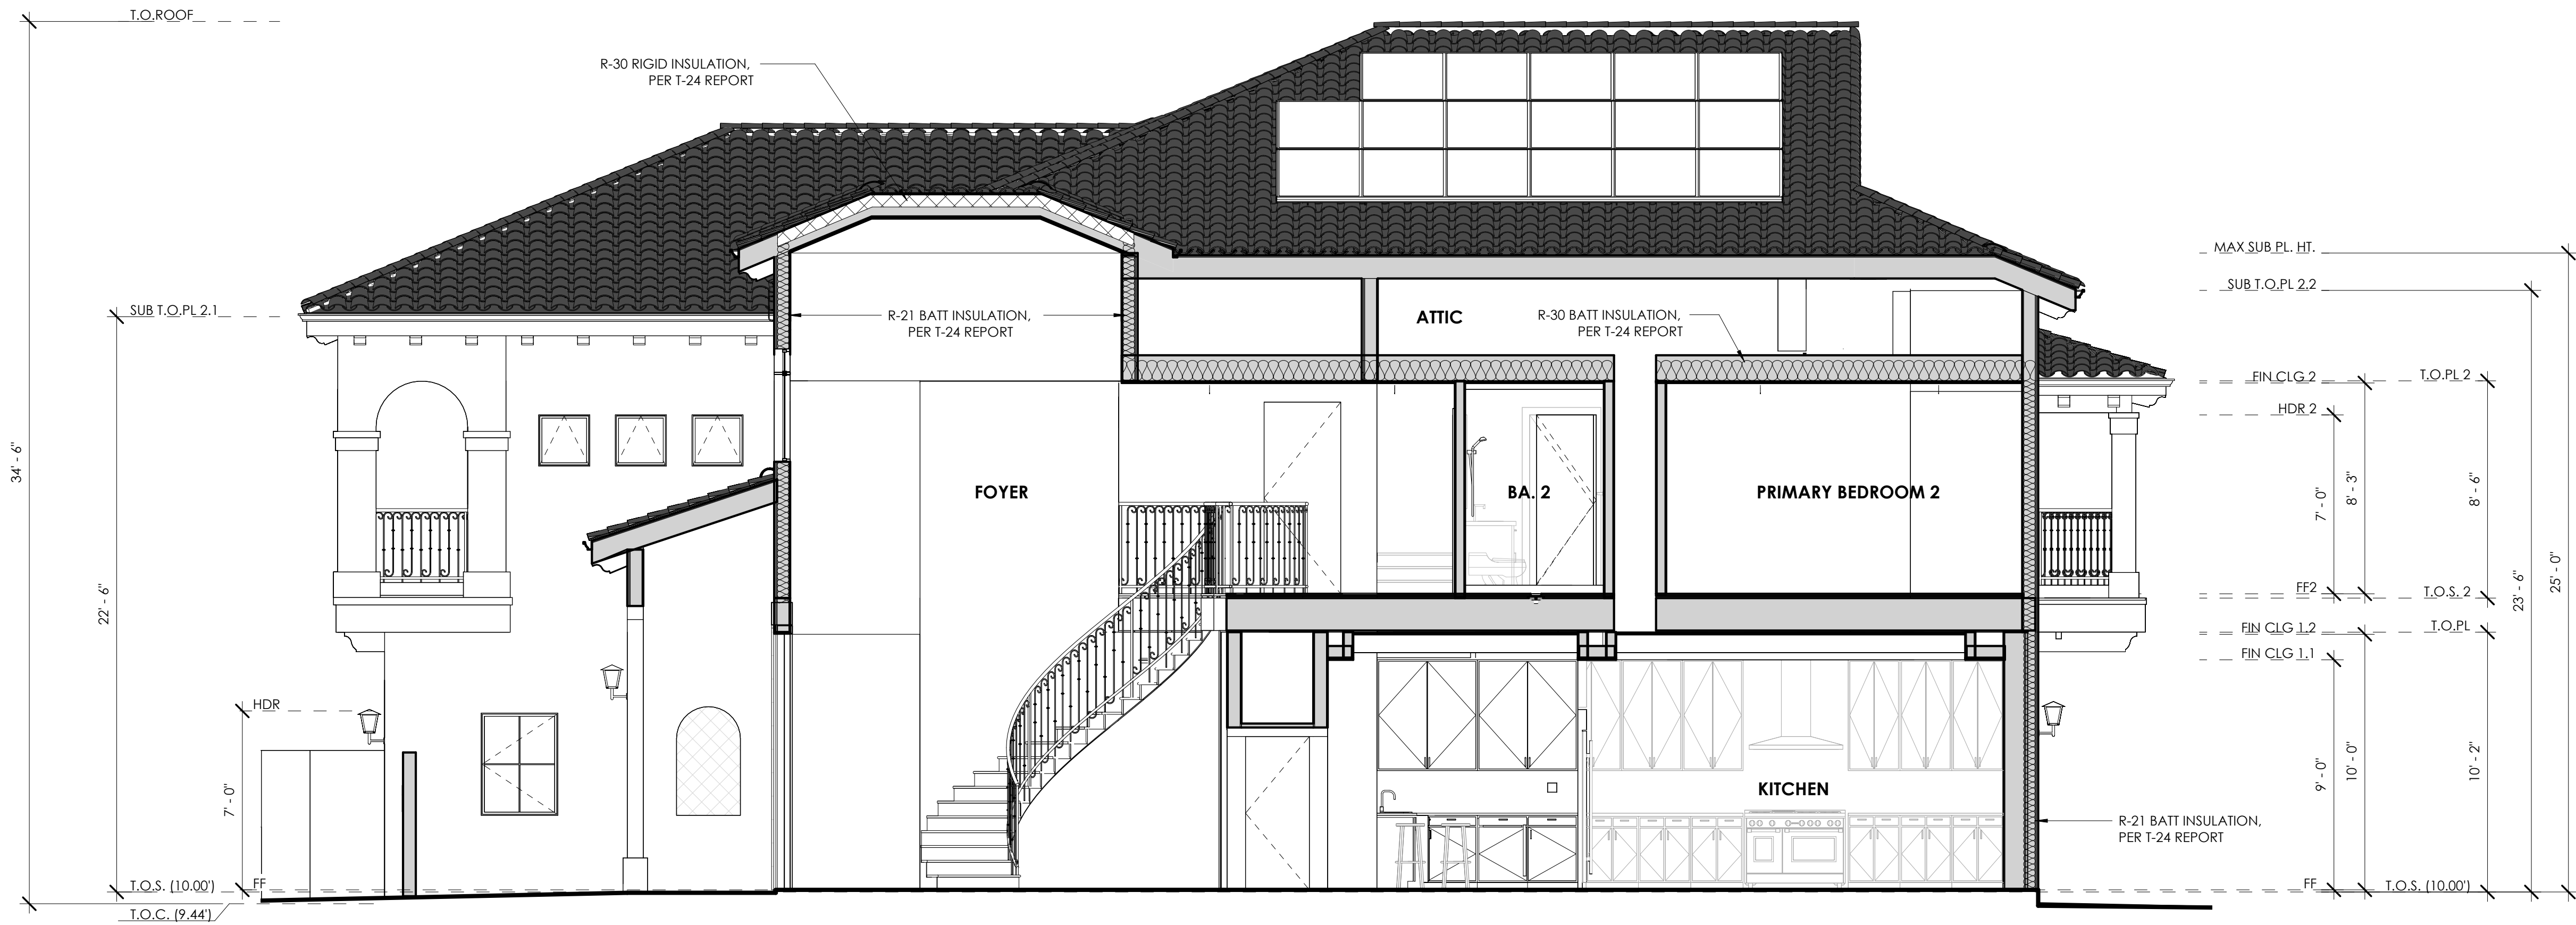 T.O.ROOF
R-30 RIGID INSULATION,
PER T-24 REPORT
MAX SUB PL. HT.
SUB T.O.PL 2.2
SUB T.O.PL 2.1
R-21 BATT INSULATION,
PER T-24 REPORT
ATTIC
R-30 BATT INSULATION,
PER T-24 REPORT
FIN CLG 2
T.O.PL 2
HDR 2
34' - 6"
FOYER
BA. 2
PRIMARY BEDROOM 2
7' - 0"
8' - 3"
8' - 6"
22' - 6"
FF2
T.O.S. 2
23' - 6"
25' - 0"
FIN CLG 1.2
T.O.PL
FIN CLG 1.1
HDR
7' - 0"
KITCHEN
9' - 0"
10' - 0"
10' - 2"
R-21 BATT INSULATION,
PER T-24 REPORT
T.O.S. (10.00')
FF
FF
T.O.S. (10.00')
T.O.C. (9.44')